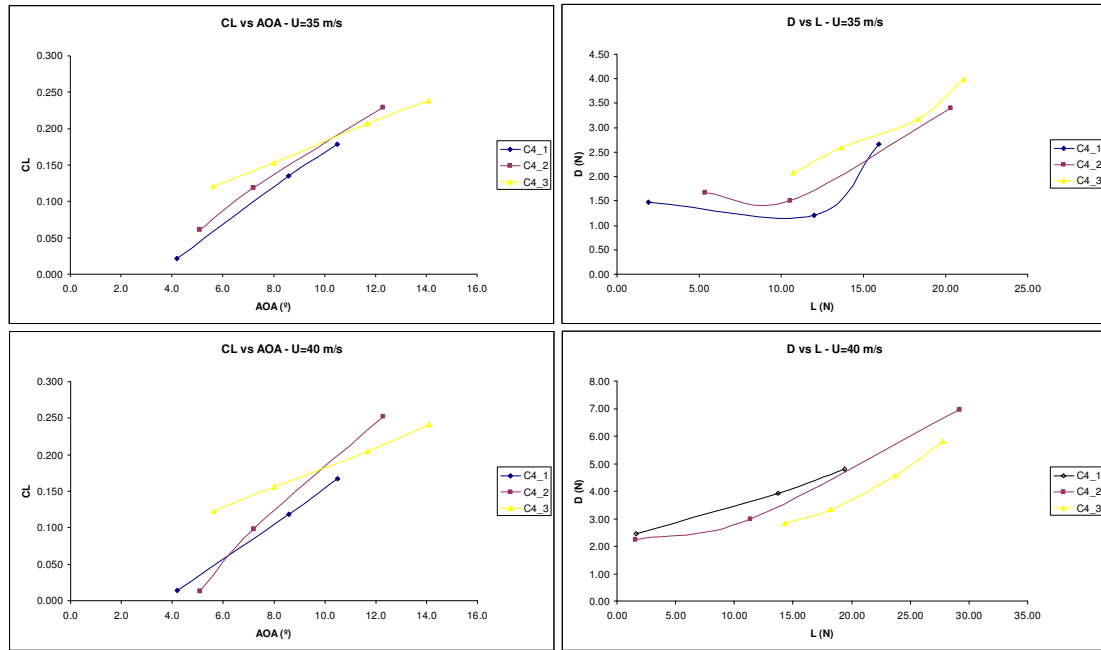 CL vs AOA - U=35 m/s
CL
0.300
0.250
0.200
0.150
0.100
0.050
0.000
0.0 2.0 4.0 6.0 8.0 10.0 12.0 14.0 16.0
AOA (º)
C4_1
C4_2
C4_3
D vs L - U=35 m/s
D (N)
4.50
4.00
3.50
3.00
2.50
2.00
1.50
1.00
0.50
0.00
0.00 5.00 10.00 15.00 20.00 25.00
L (N)
C4_1
C4_2
C4_3
CL vs AOA - U=40 m/s
CL
0.300
0.250
0.200
0.150
0.100
0.050
0.000
0.0 2.0 4.0 6.0 8.0 10.0 12.0 14.0 16.0
AOA (º)
C4_1
C4_2
C4_3
D vs L - U=40 m/s
D (N)
8.00
7.00
6.00
5.00
4.00
3.00
2.00
1.00
0.00
0.00 5.00 10.00 15.00 20.00 25.00 30.00 35.00
L (N)
C4_1
C4_2
C4_3